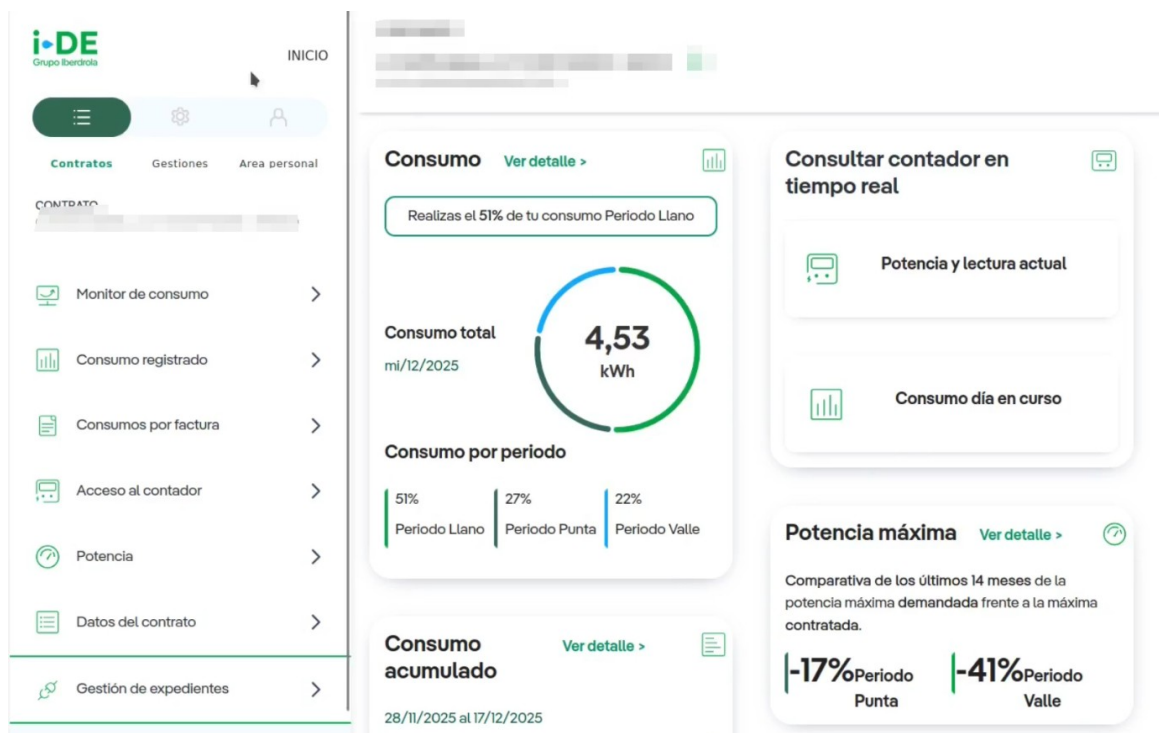 i-DE
Grupo Iberdrola
INICIO
Contratos
Gestiones
Area personal
CONTRATO
Monitor de consumo
Consumo registrado
Consumos por factura
Acceso al contador
Potencia
Datos del contrato
Gestión de expedientes
Consumo
Ver detalle >
Realizas el 51% de tu consumo Periodo Llano
Consumo total
mi/12/2025
4,53
kWh
Consumo por periodo
51%
Periodo Llano
27%
Periodo Punta
22%
Periodo Valle
Consumo
acumulado
Ver detalle >
28/11/2025 al 17/12/2025
Consultar contador en
tiempo real
Potencia y lectura actual
Consumo día en curso
Potencia máxima
Ver detalle >
Comparativa de los últimos 14 meses de la
potencia máxima demandada frente a la máxima
contratada.
-17% Periodo
Punta
-41% Periodo
Valle